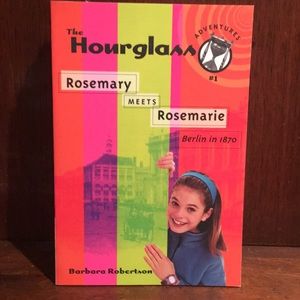 The
Hourglass
ADVENTURES
#1
Rosemary
MEETS
Rosemarie
Berlin in 1870
Barbara Robertson